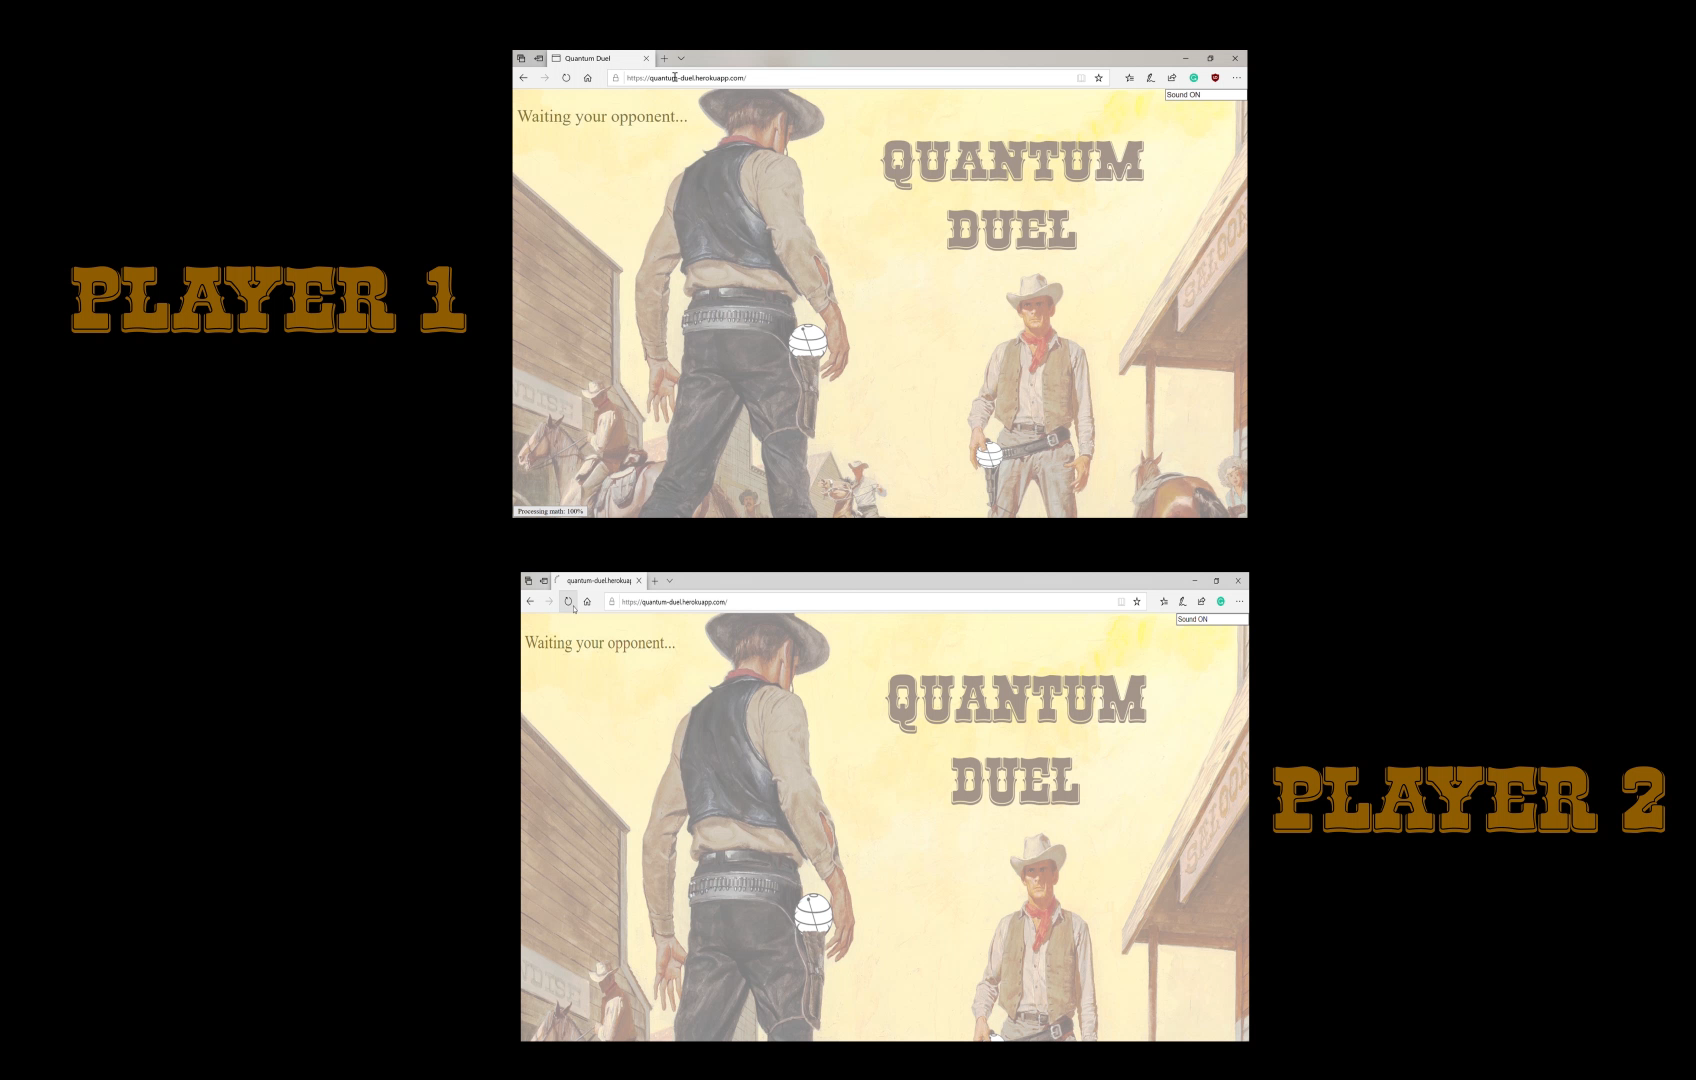 Quantum Duel
https://quantum-duel.herokuapp.com/
Sound ON
Waiting your opponent...
QUANTUM
DUEL
SALOON
PLAYER 1
Processing math: 100%
quantum-duel.herokuap
https://quantum-duel.herokuapp.com/
Sound ON
Waiting your opponent...
QUANTUM
DUEL
PLAYER 2